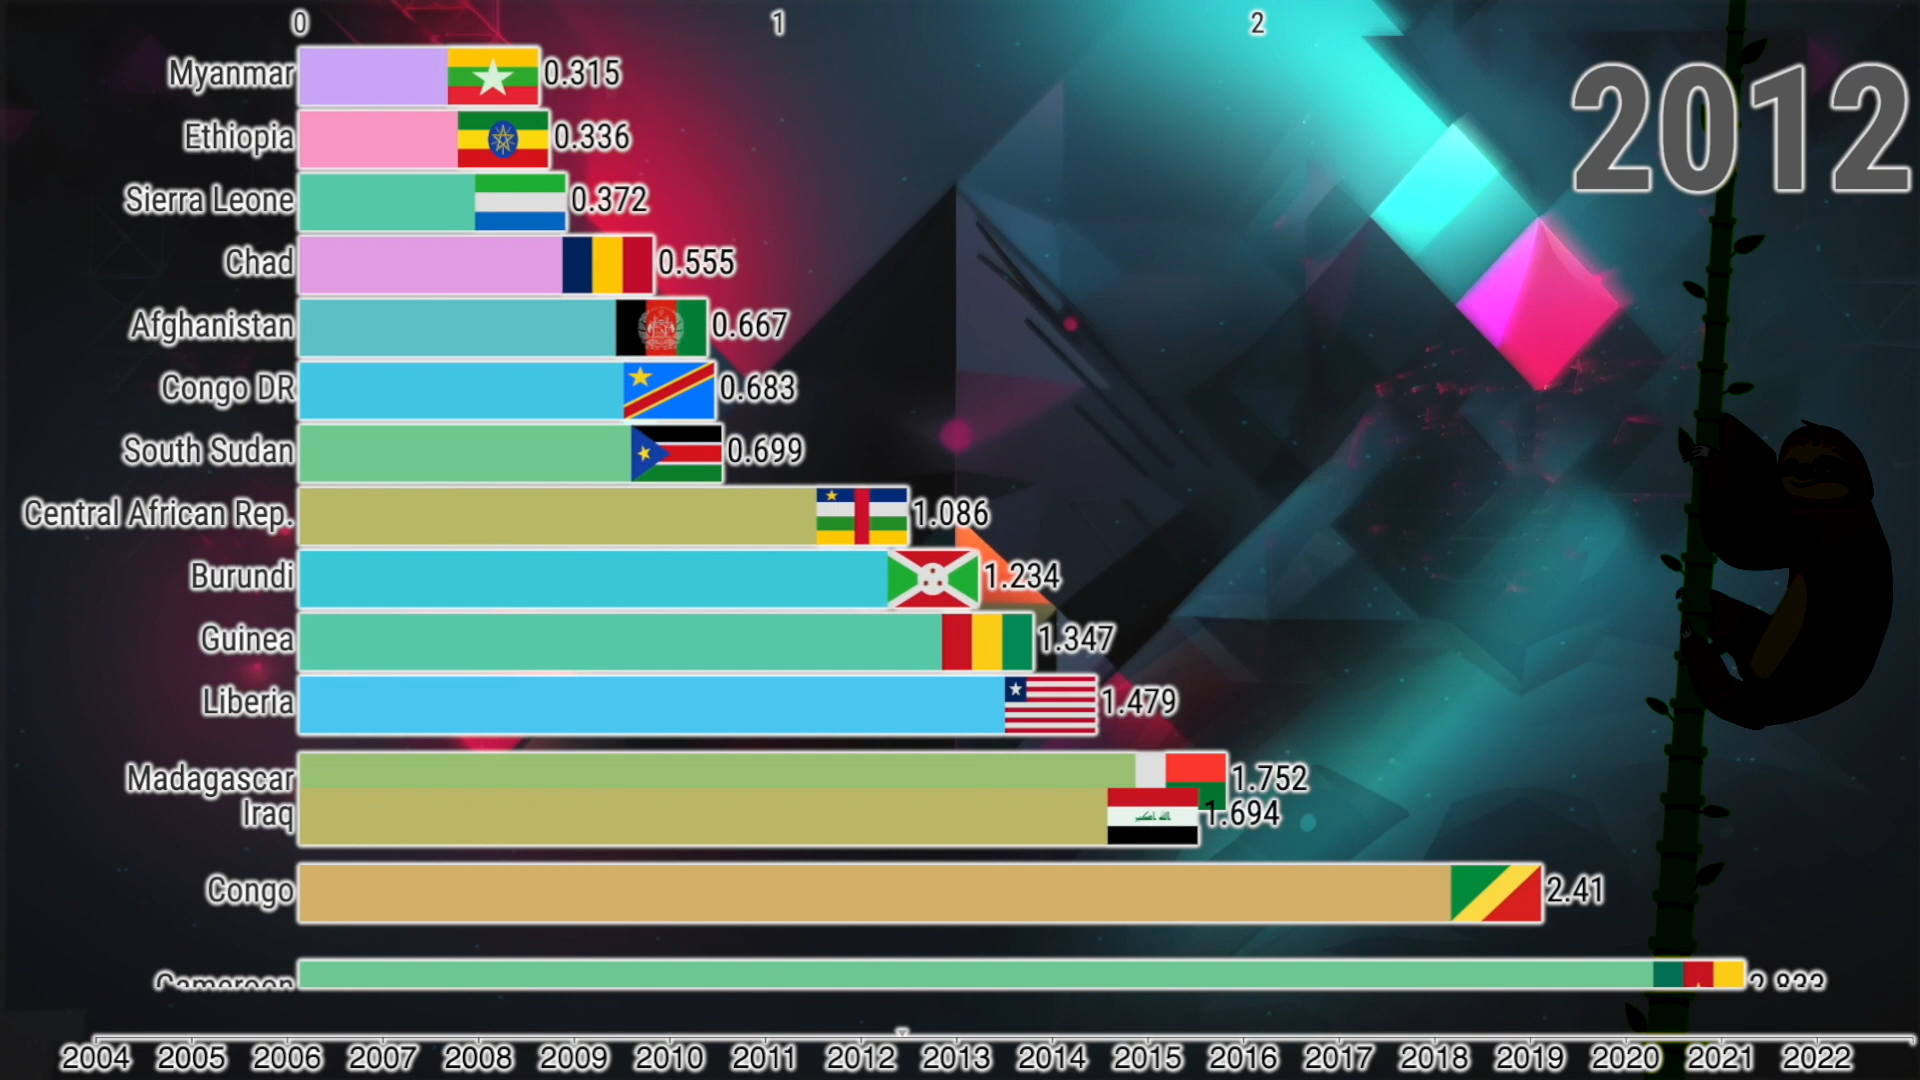 0 1 2
2012
Myanmar 0.315
Ethiopia 0.336
Sierra Leone 0.372
Chad 0.555
Afghanistan 0.667
Congo DR 0.683
South Sudan 0.699
Central African Rep. 1.086
Burundi 1.234
Guinea 1.347
Liberia 1.479
Madagascar 1.752
Iraq 1.694
Congo 2.41
Cameroon 2.833
2004 2005 2006 2007 2008 2009 2010 2011 2012 2013 2014 2015 2016 2017 2018 2019 2020 2021 2022